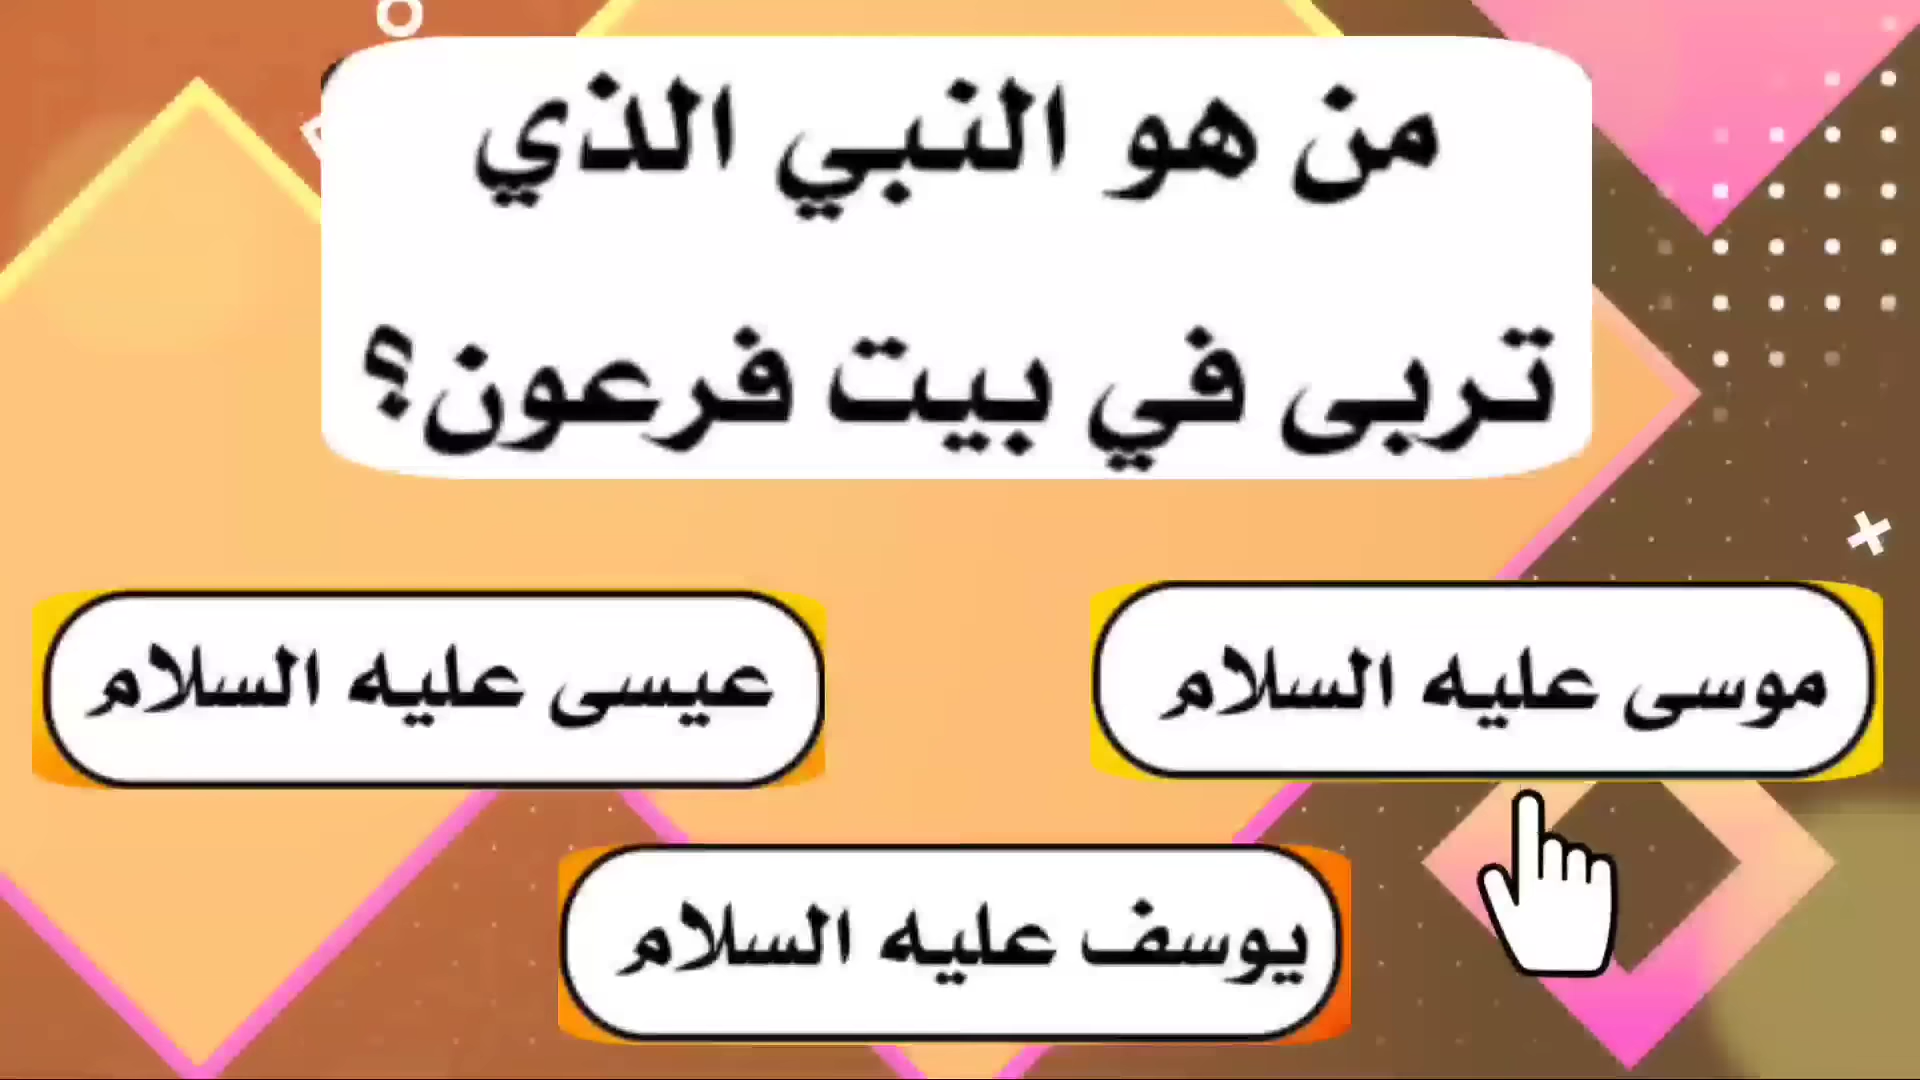 من هو النبي الذي
تربى في بيت فرعون؟
موسى عليه السلام
عيسى عليه السلام
يوسف عليه السلام